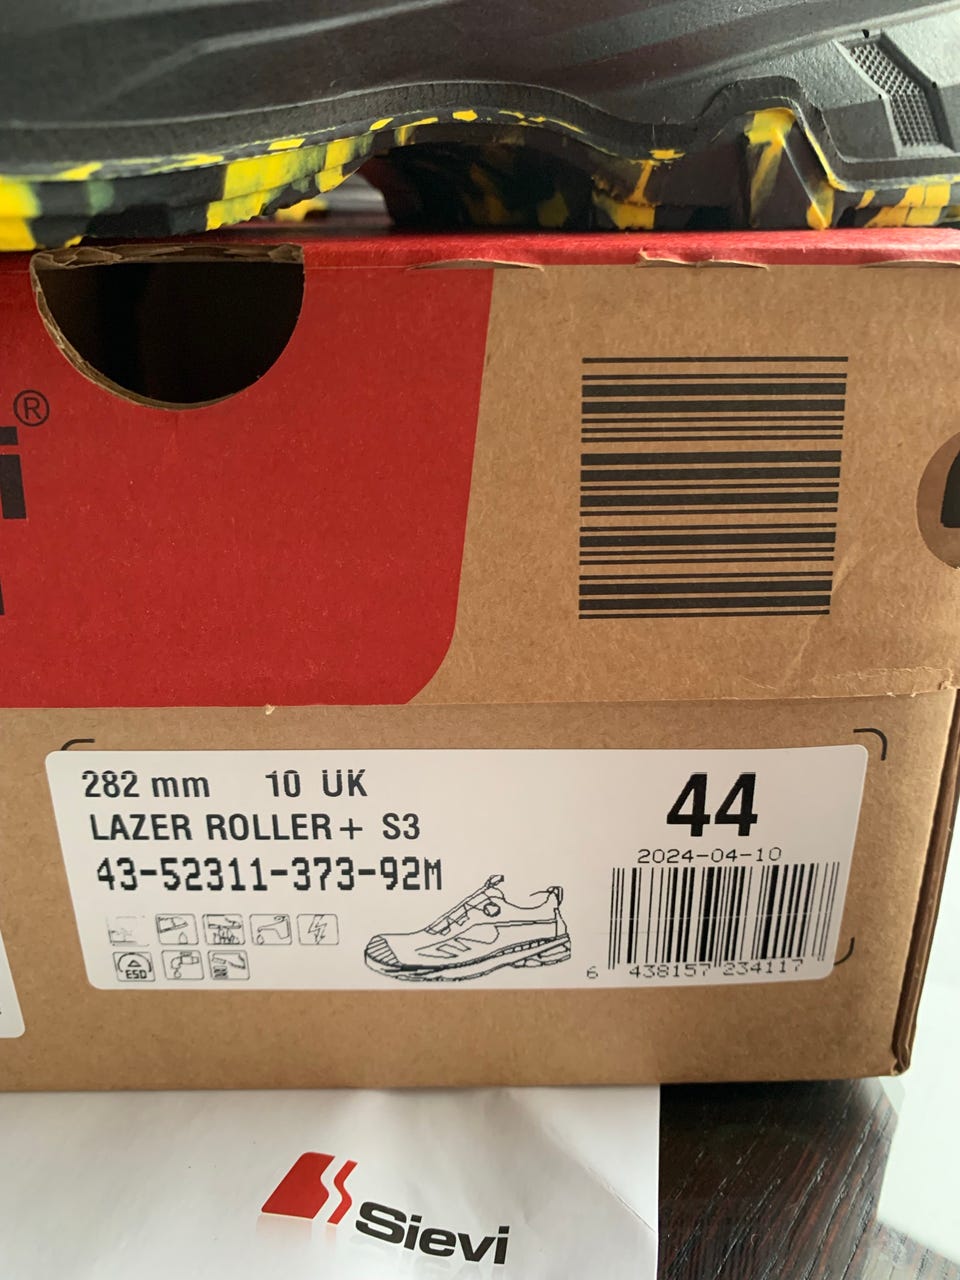 ®
282 mm 10 UK
LAZER ROLLER+ S3
43-52311-373-92M
44
2024-04-10
ESD
6 438157 234117
Sievi